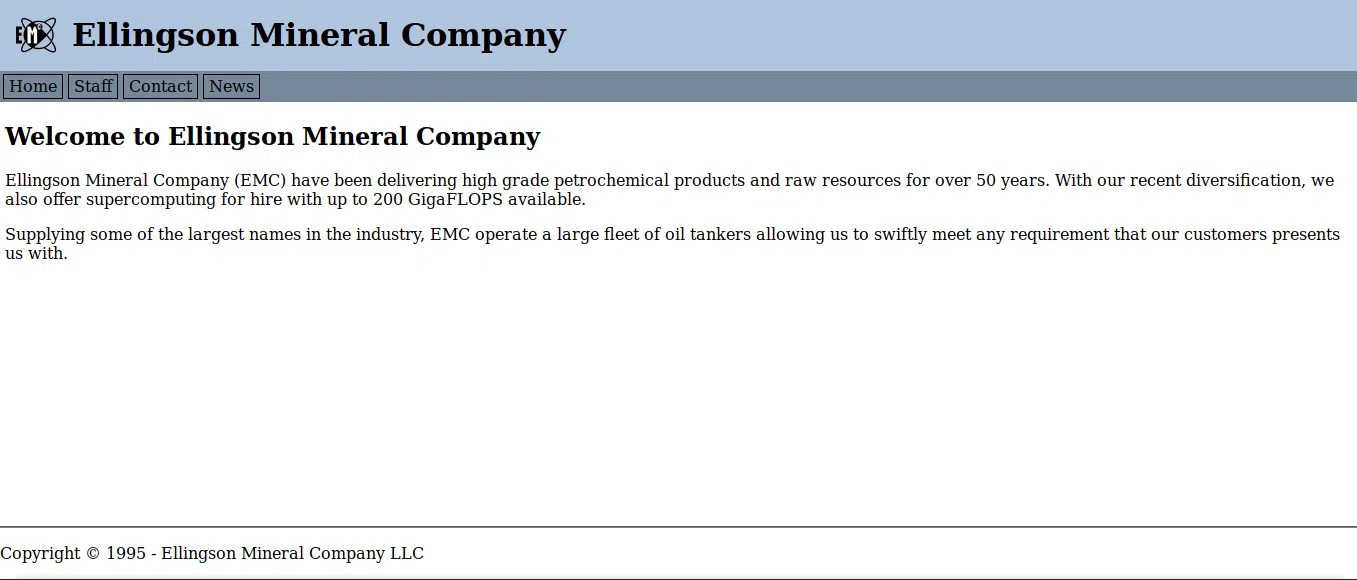 EMC
Ellingson Mineral Company
Home Staff Contact News
Welcome to Ellingson Mineral Company
Ellingson Mineral Company (EMC) have been delivering high grade petrochemical products and raw resources for over 50 years. With our recent diversification, we
also offer supercomputing for hire with up to 200 GigaFLOPS available.
Supplying some of the largest names in the industry, EMC operate a large fleet of oil tankers allowing us to swiftly meet any requirement that our customers presents
us with.
Copyright © 1995 - Ellingson Mineral Company LLC